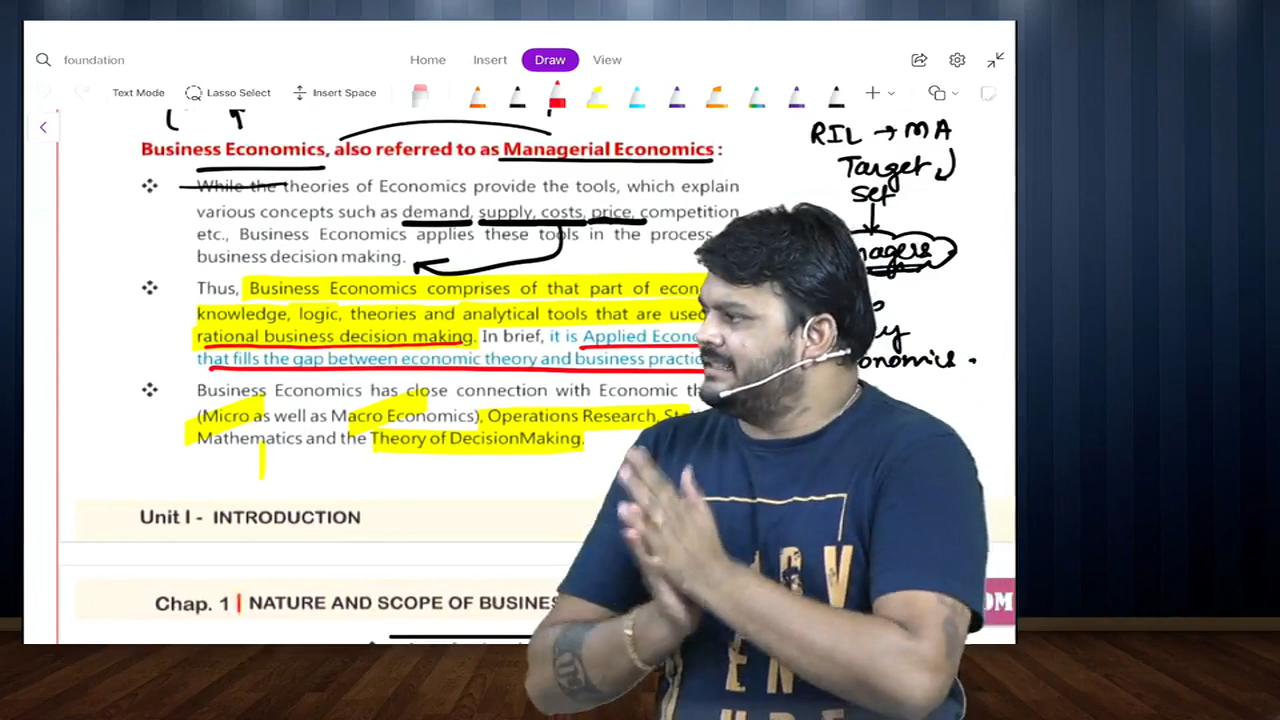 foundation
Home Insert Draw View
Text Mode Lasso Select Insert Space
RIL → MA
Target
Set
Business Economics, also referred to as Managerial Economics :
While the theories of Economics provide the tools, which explain
various concepts such as demand, supply, costs, price, competition
etc., Business Economics applies these tools in the process
business decision making.
Thus, Business Economics comprises of that part of
knowledge, logic, theories and analytical tools that are used
rational business decision making. In brief, it is Applied
that fills the gap between economic theory and business
Business Economics has close connection with Economic
(Micro as well as Macro Economics), Operations Research,
Mathematics and the Theory of DecisionMaking.
Unit I - INTRODUCTION
Chap. 1 | NATURE AND SCOPE OF